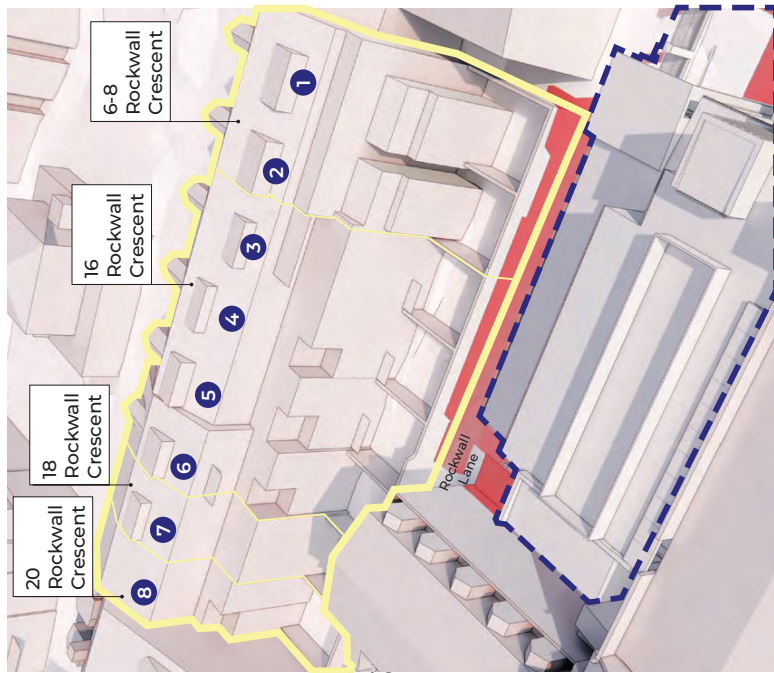 6-8
Rockwall
Crescent
16
Rockwall
Crescent
18
Rockwall
Crescent
20
Rockwall
Crescent
1
2
3
4
5
6
7
8
Rockwall
Lane